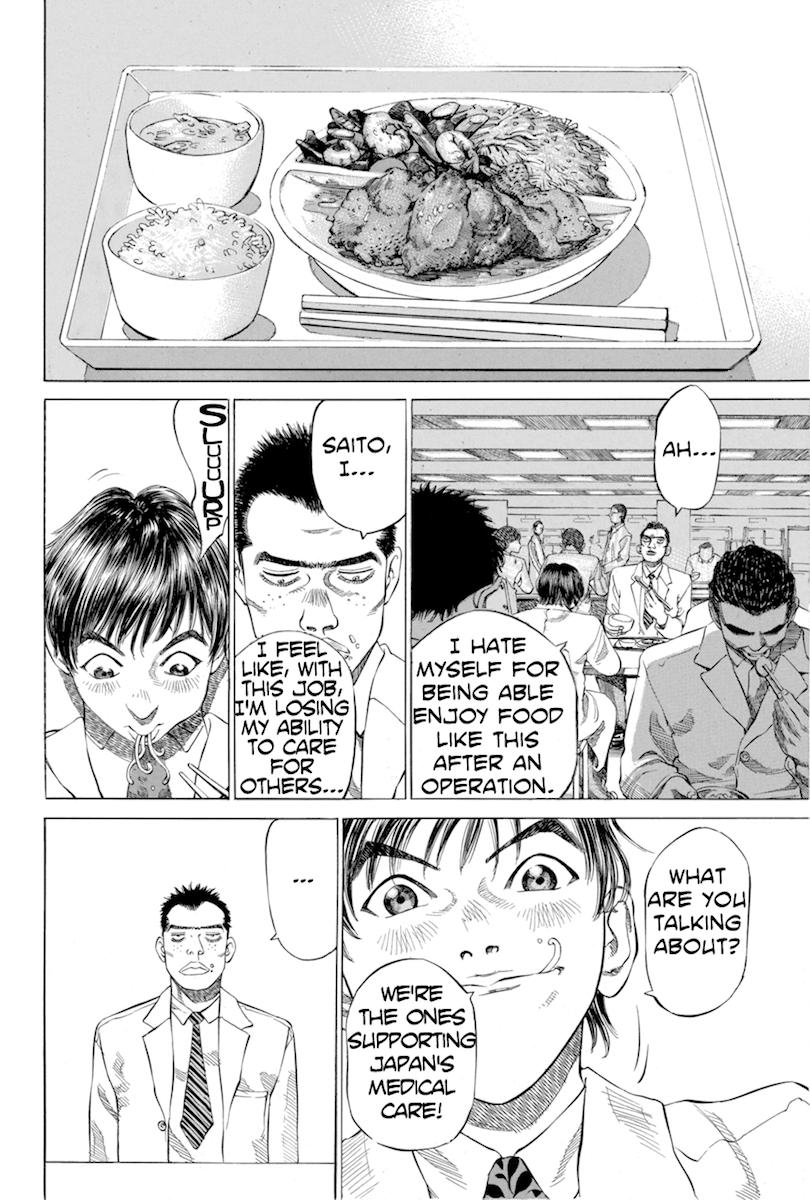 AH...
I HATE
MYSELF FOR
BEING ABLE
ENJOY FOOD
LIKE THIS
AFTER AN
OPERATION.
SAITO,
I...
I FEEL
LIKE, WITH
THIS JOB,
I'M LOSING
MY ABILITY
TO CARE
FOR
OTHERS...
SLUUURP
WHAT
ARE YOU
TALKING
ABOUT?
WE'RE
THE ONES
SUPPORTING
JAPAN'S
MEDICAL
CARE!
...